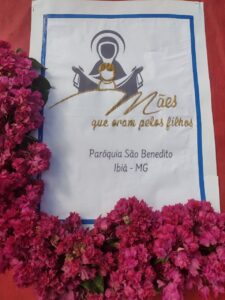 Mães
que oram pelos filhos
Paróquia São Benedito
Ibiá - MG